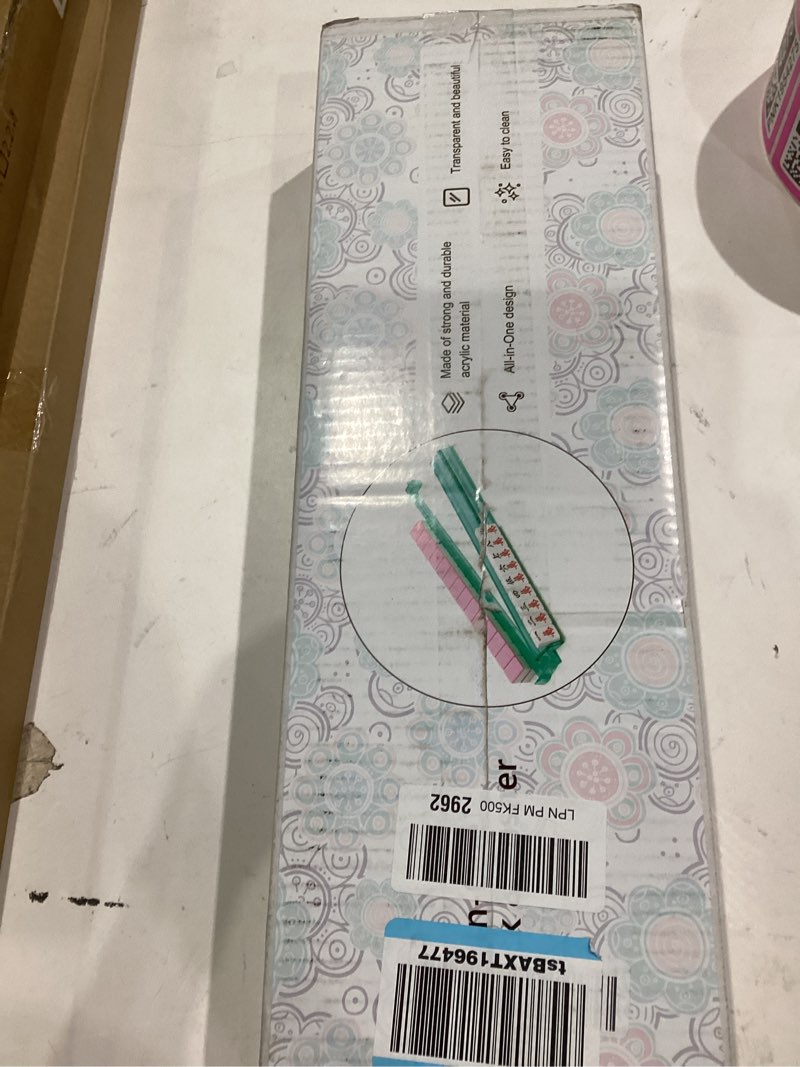 Made of strong and durable
acrylic material
Transparent and beautiful
All-in-One design
Easy to clean
er
n-
k
LPN PM FK500 2962
tsBAXT196477